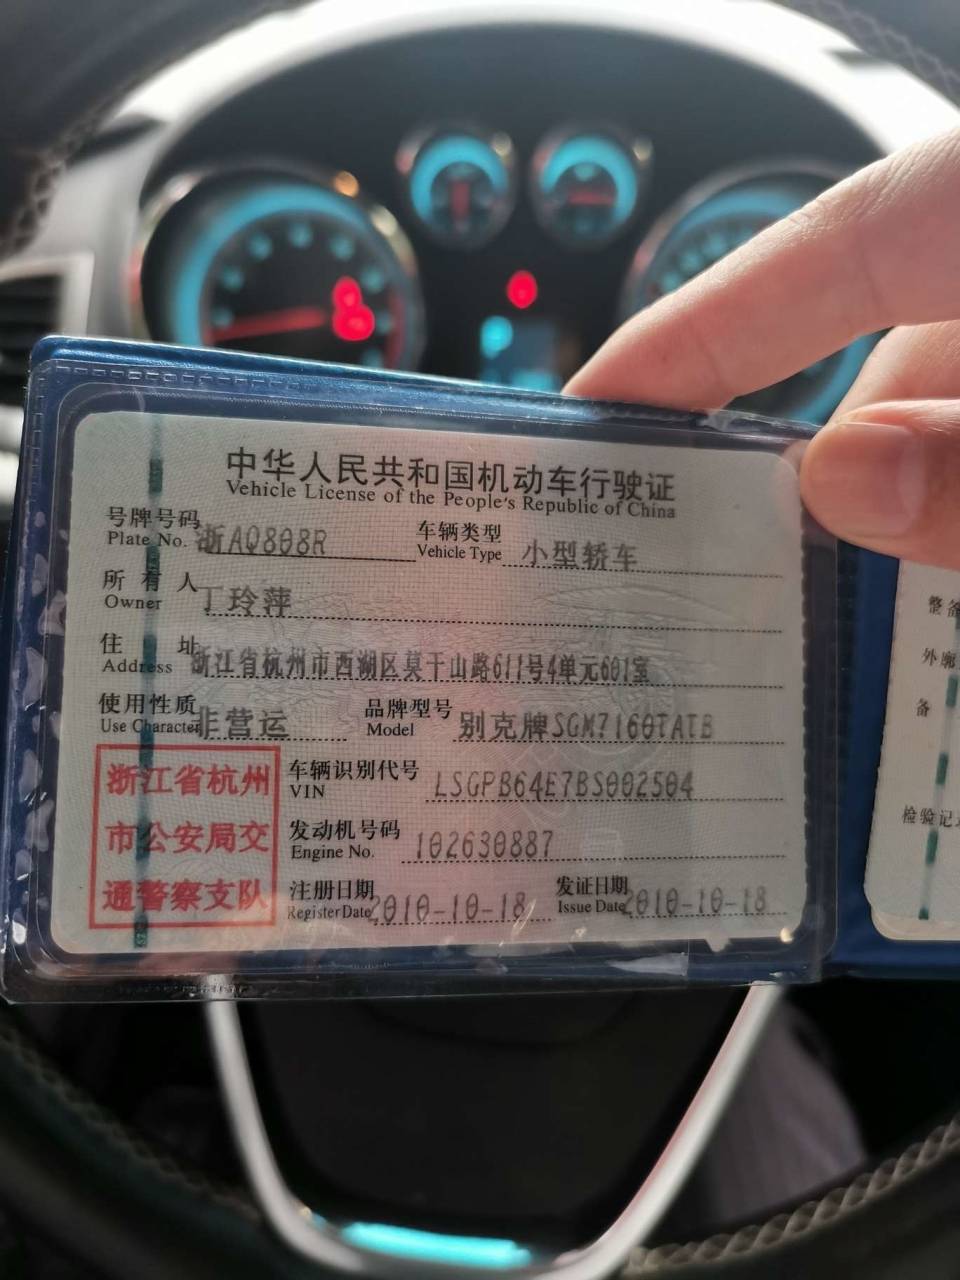 中华人民共和国机动车行驶证
Vehicle License of the People's Republic of China
号牌号码 浙AQ808R 车辆类型 小型轿车
Plate No. Vehicle Type
所有人 丁玲萍
Owner
住址 浙江省杭州市西湖区莫干山路611号4单元601室
Address
使用性质 非营运 品牌型号 别克牌SGM7160TATB
Use Character Model
浙江省杭州
市公安局交
通警察支队
车辆识别代号 LSGPB64E7BS002504
VIN
发动机号码 102630887
Engine No.
注册日期 2010-10-18 发证日期 2010-10-18
Register Date Issue Date
整备
外廓
备
检验记